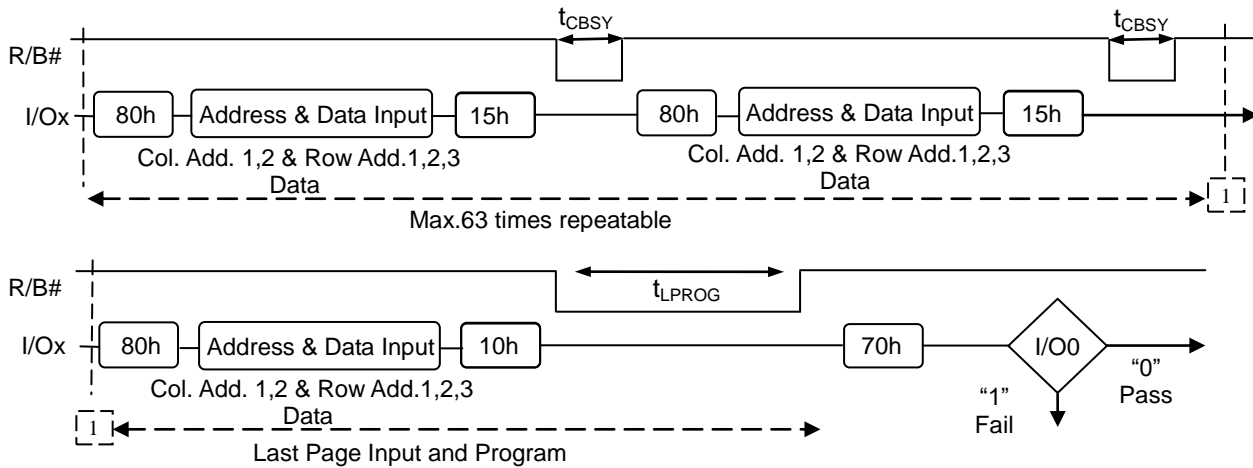 tCBSY tCBSY
R/B#
I/Ox 80h Address & Data Input 15h 80h Address & Data Input 15h
Col. Add. 1,2 & Row Add.1,2,3 Col. Add. 1,2 & Row Add.1,2,3
Data Data
1
Max.63 times repeatable
R/B#
tLPROG
I/Ox 80h Address & Data Input 10h 70h I/O0
Col. Add. 1,2 & Row Add.1,2,3
Data
“0”
Pass
“1”
Fail
1
Last Page Input and Program